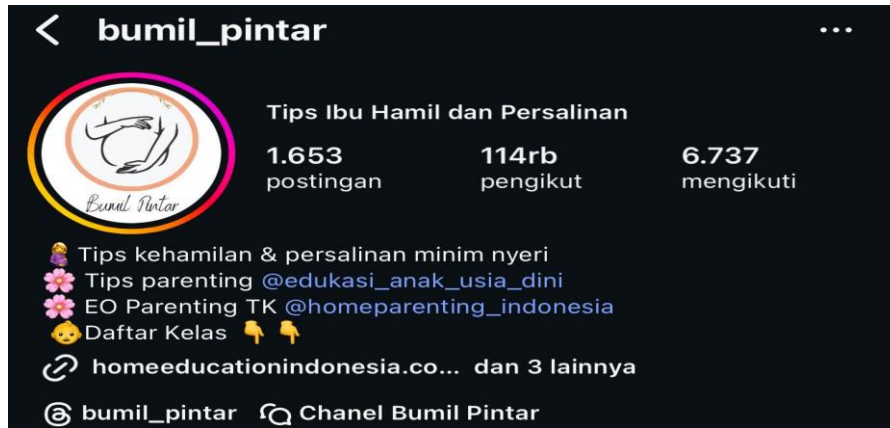 bumil_pintar
Tips Ibu Hamil dan Persalinan
1.653 114rb 6.737
postingan pengikut mengikuti
Bumil Pintar
🤰 Tips kehamilan & persalinan minim nyeri
🌸 Tips parenting @edukasi_anak_usia_dini
🌸 EO Parenting TK @homeparenting_indonesia
👶Daftar Kelas 👇👇
homeeducationindonesia.co... dan 3 lainnya
bumil_pintar Chanel Bumil Pintar